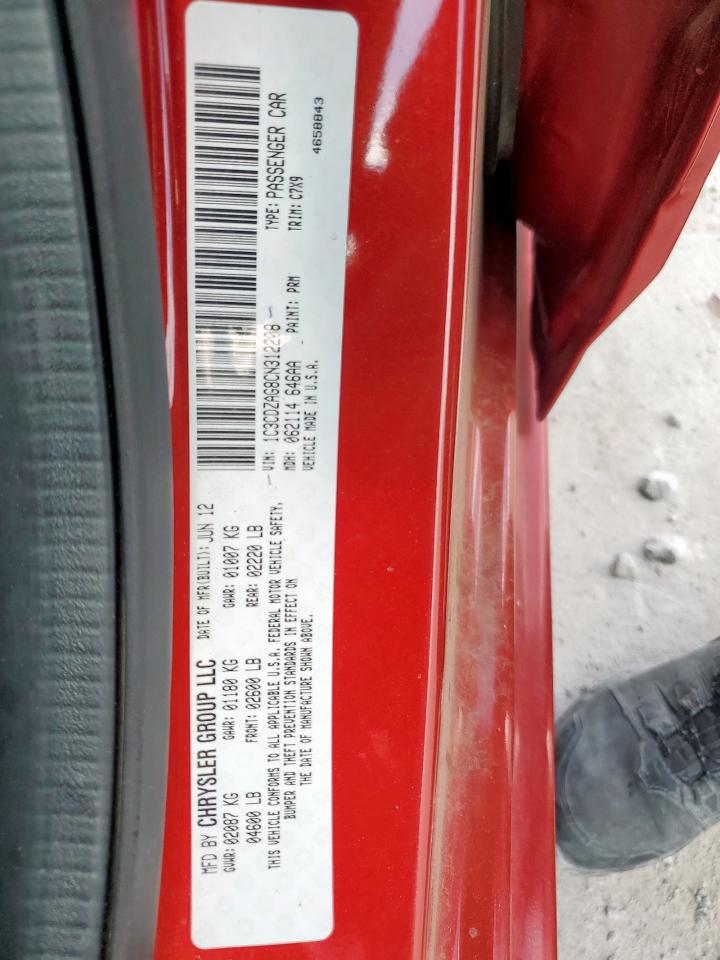 MFD BY CHRYSLER GROUP LLC DATE OF MFR(BUILT): JUN 12
GVWR: 02087 KG GAWR: 01180 KG GAWR: 01007 KG
04600 LB FRONT: 02600 LB REAR: 02220 LB
THIS VEHICLE CONFORMS TO ALL APPLICABLE U.S.A. FEDERAL MOTOR VEHICLE SAFETY,
BUMPER AND THEFT PREVENTION STANDARDS IN EFFECT ON
THE DATE OF MANUFACTURE SHOWN ABOVE.
VIN: 1C3CDZAG8CN312208 TYPE: PASSENGER CAR
MDH: 062114 646AA PAINT: PRM TRIM: C7X9
VEHICLE MADE IN U.S.A. 4658843